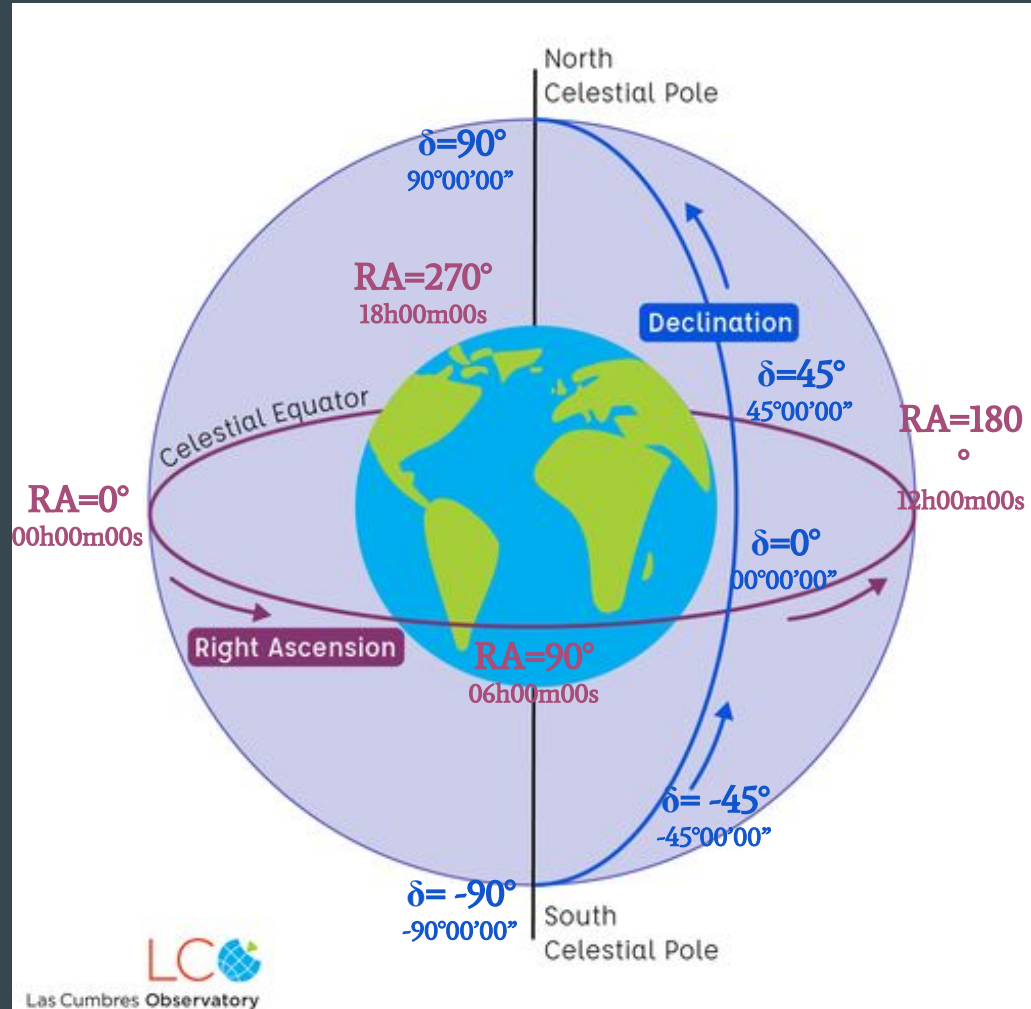 North
Celestial Pole
δ=90°
90°00’00”
RA=270°
18h00m00s
Declination
δ=45°
45°00’00”
Celestial Equator
RA=180
°
12h00m00s
RA=0°
00h00m00s
δ=0°
00°00’00”
Right Ascension
RA=90°
06h00m00s
δ= -45°
-45°00’00”
δ= -90°
-90°00’00”
South
Celestial Pole
LCO
Las Cumbres Observatory